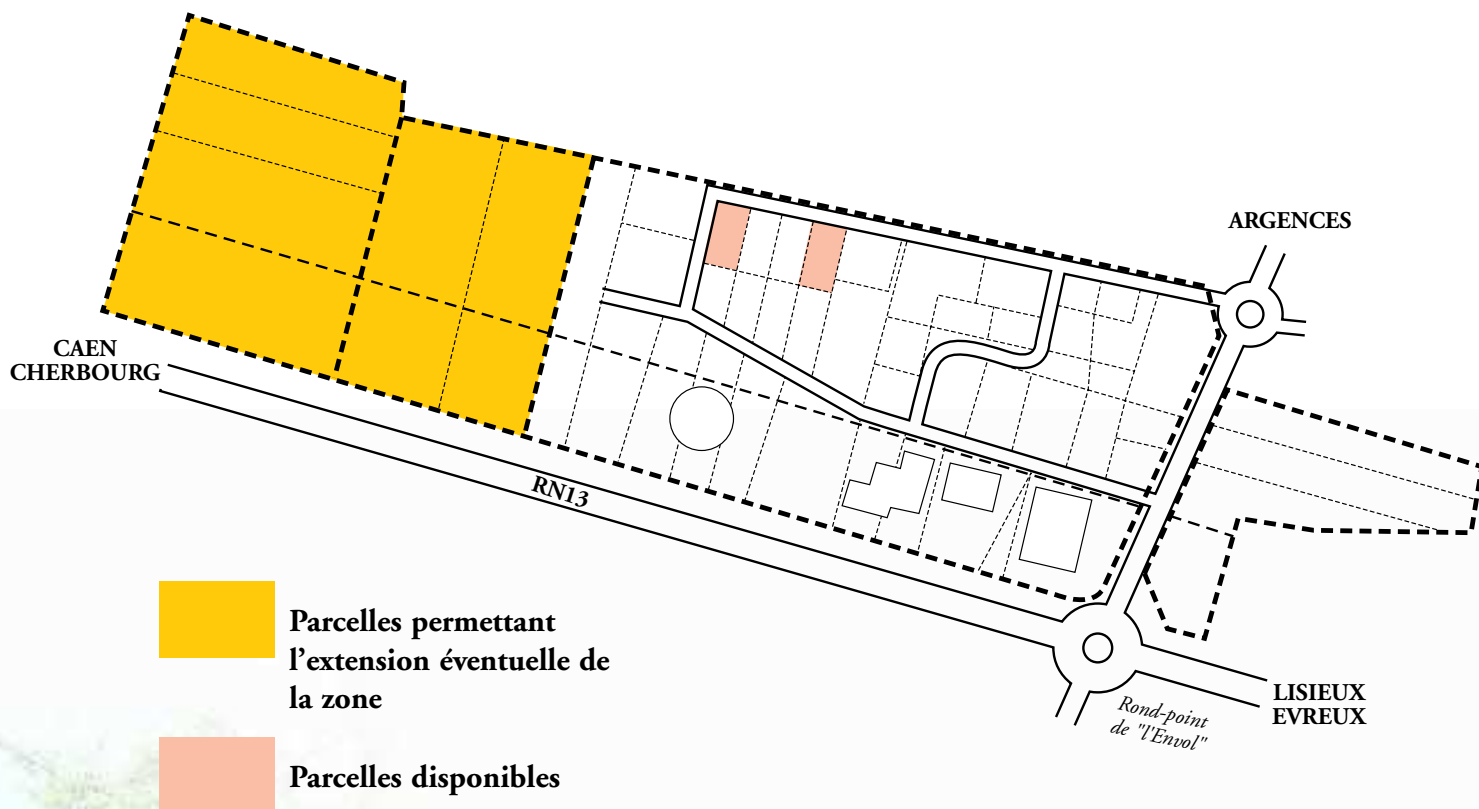 ARGENCES
CAEN
CHERBOURG
RN13
Parcelles permettant
l’extension éventuelle de
la zone
LISIEUX
EVREUX
Rond-point
de "l'Envol"
Parcelles disponibles